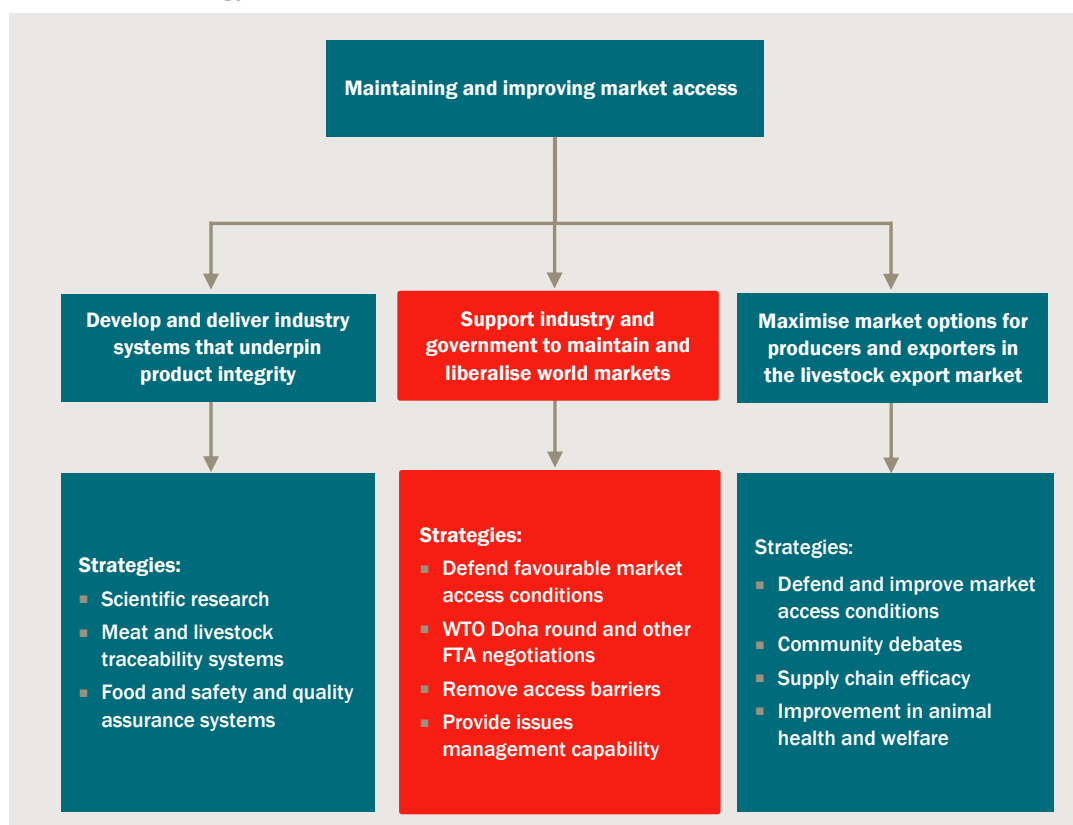 Maintaining and improving market access
Develop and deliver industry
systems that underpin
product integrity
Support industry and
government to maintain and
liberalise world markets
Maximise market options for
producers and exporters in
the livestock export market
Strategies:
▪ Scientific research
▪ Meat and livestock
traceability systems
▪ Food and safety and quality
assurance systems
Strategies:
▪ Defend favourable market
access conditions
▪ WTO Doha round and other
FTA negotiations
▪ Remove access barriers
▪ Provide issues
management capability
Strategies:
▪ Defend and improve market
access conditions
▪ Community debates
▪ Supply chain efficacy
▪ Improvement in animal
health and welfare